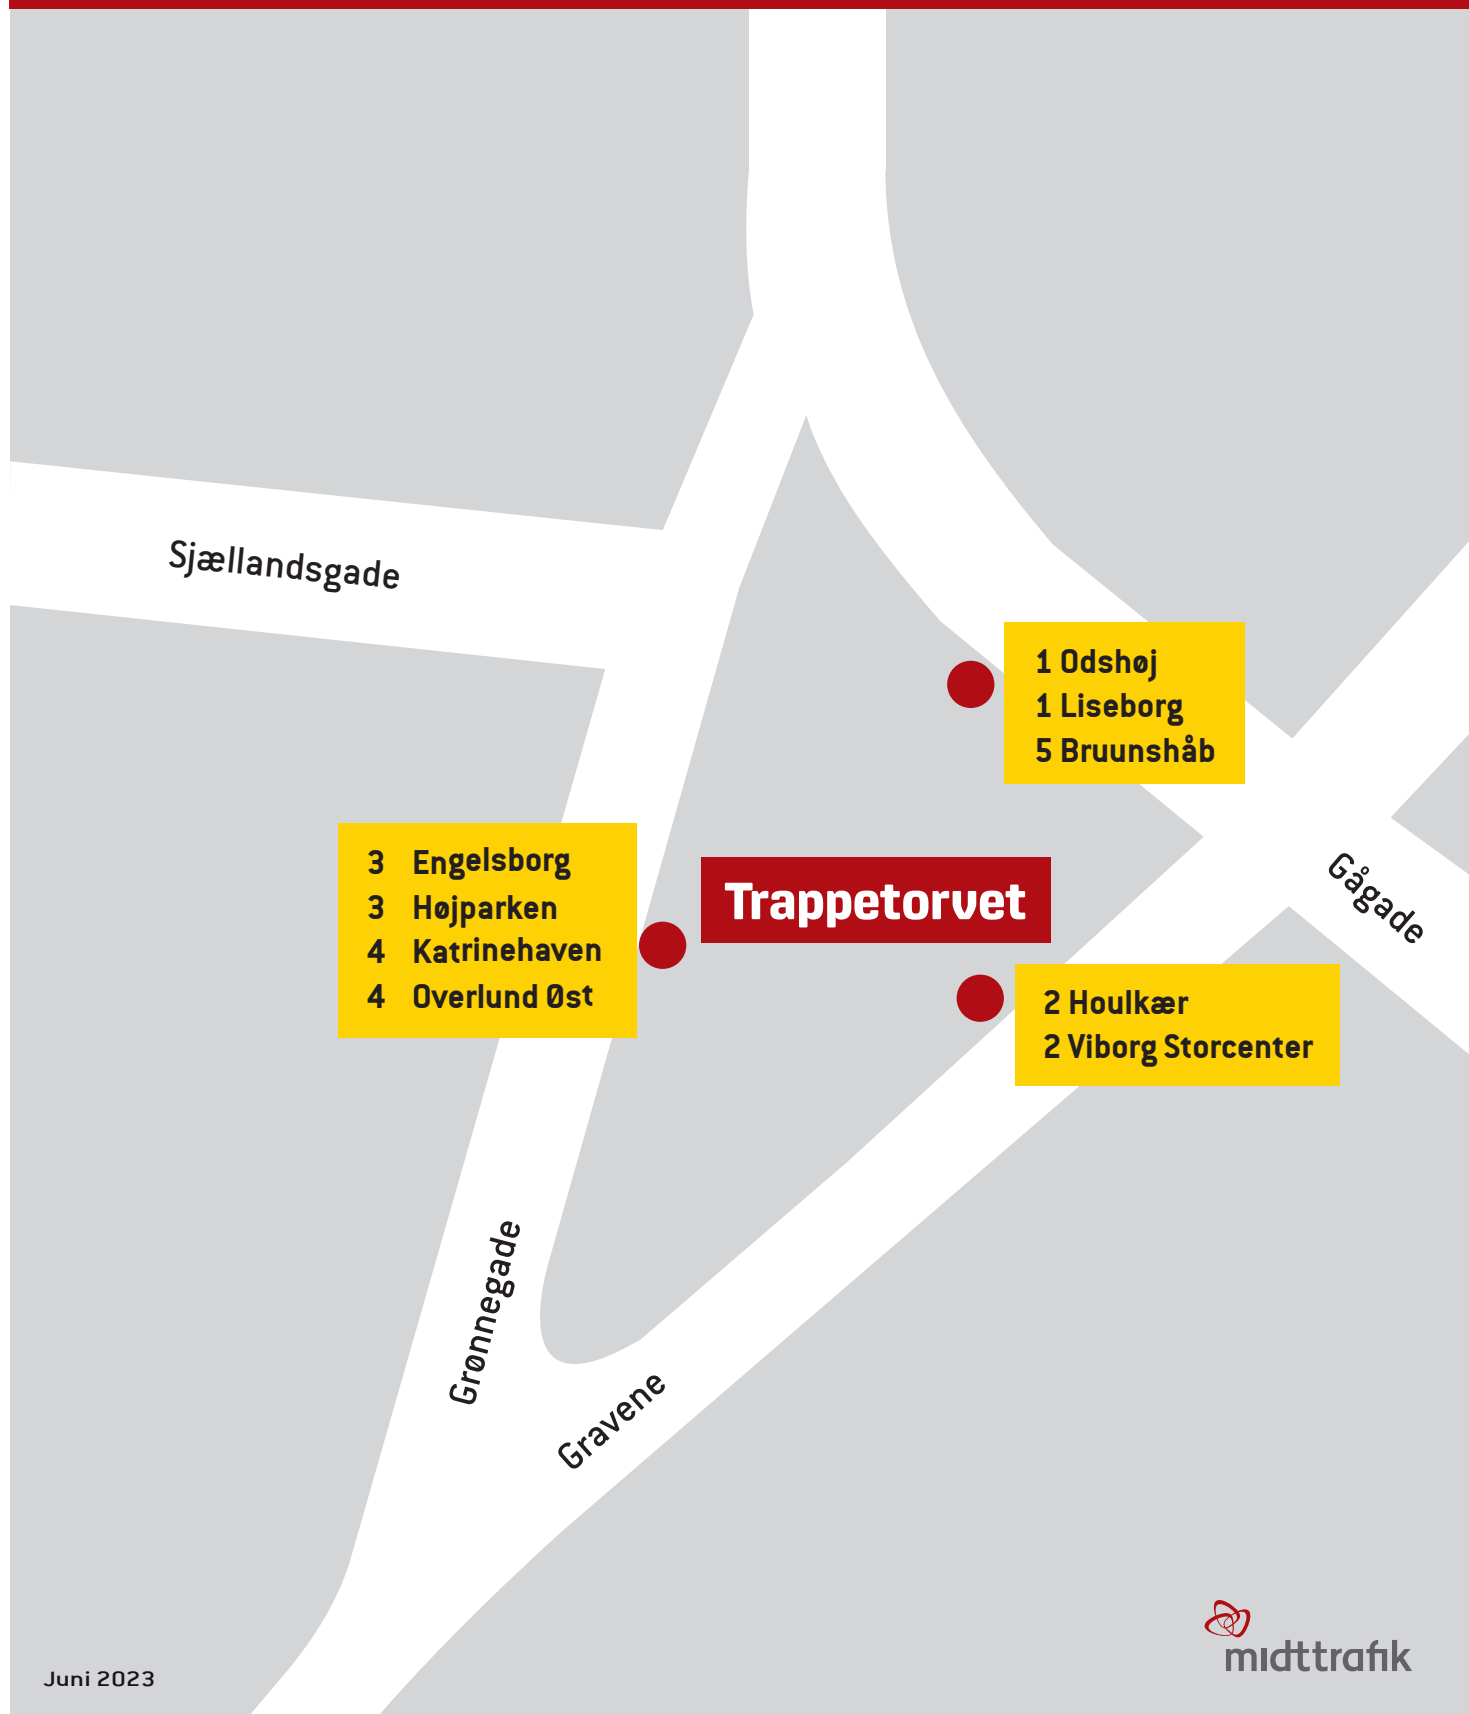 Sjællandsgade
1 Odshøj
1 Liseborg
5 Bruunshåb
3 Engelsborg
3 Højparken
4 Katrinehaven
4 Overlund Øst
Trappetorvet
Gågade
2 Houlkær
2 Viborg Storcenter
Grønnegade
Gravene
midttrafik
Juni 2023